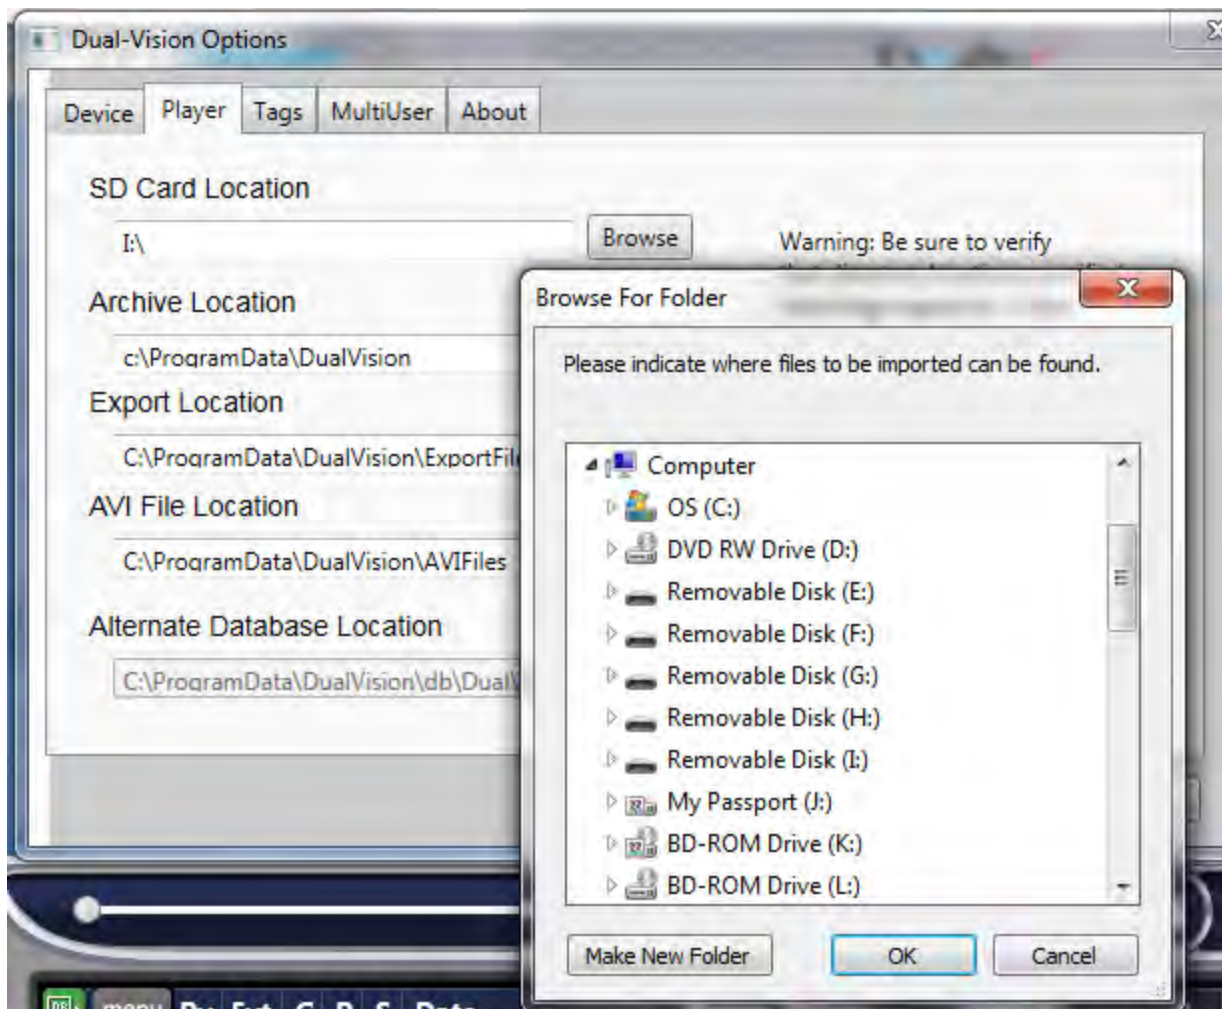 Dual-Vision Options
Device Player Tags MultiUser About
SD Card Location
I:\ Browse
Warning: Be sure to verify
Archive Location
c:\ProgramData\DualVision
Export Location
C:\ProgramData\DualVision\ExportFil
AVI File Location
C:\ProgramData\DualVision\AVIFiles
Alternate Database Location
C:\ProgramData\DualVision\db\Dual
Browse For Folder
Please indicate where files to be imported can be found.
Computer
OS (C:)
DVD RW Drive (D:)
Removable Disk (E:)
Removable Disk (F:)
Removable Disk (G:)
Removable Disk (H:)
Removable Disk (I:)
My Passport (J:)
BD-ROM Drive (K:)
BD-ROM Drive (L:)
Make New Folder OK Cancel
menu